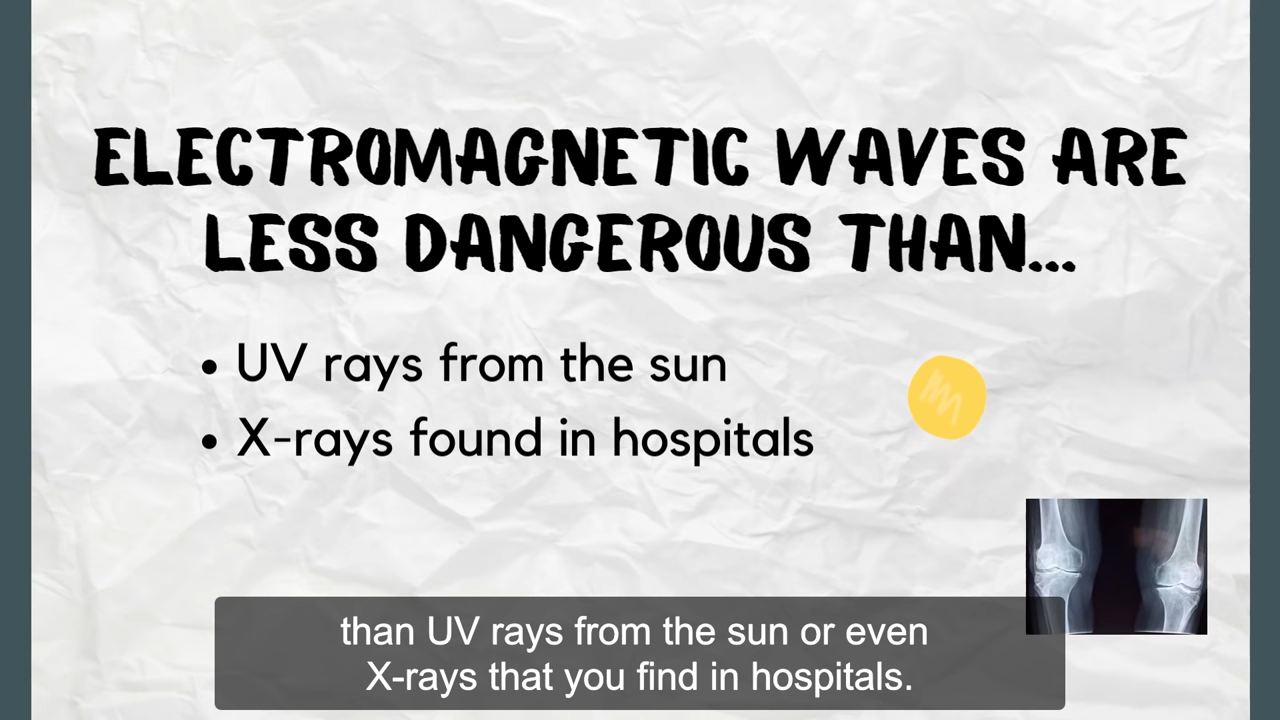 ELECTROMAGNETIC WAVES ARE
LESS DANGEROUS THAN...
• UV rays from the sun
• X-rays found in hospitals
than UV rays from the sun or even
X-rays that you find in hospitals.